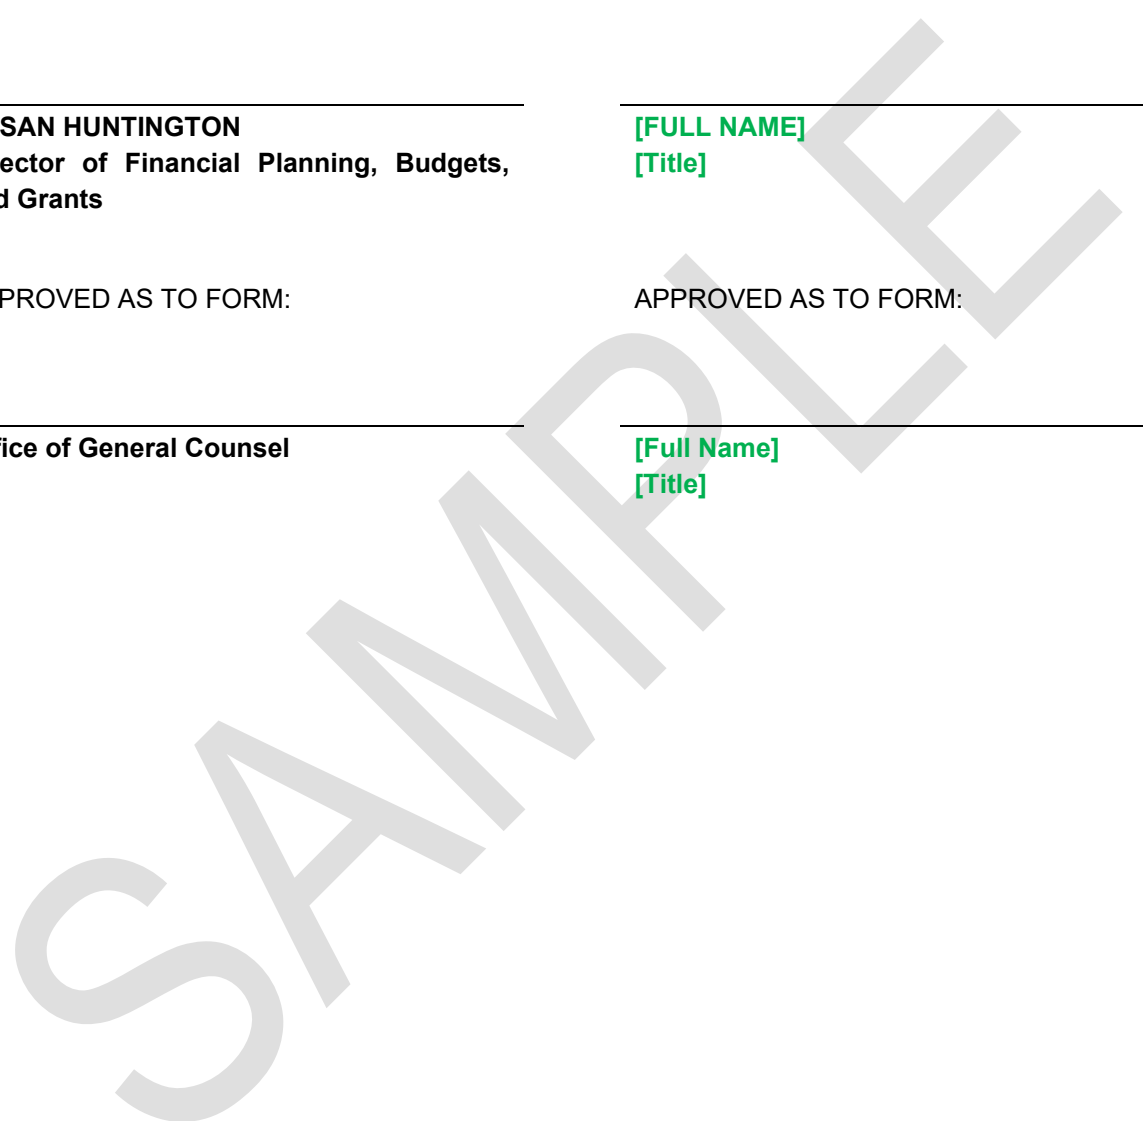 SAN HUNTINGTON
ector of Financial Planning, Budgets,
d Grants
PROVED AS TO FORM:
fice of General Counsel
[FULL NAME]
[Title]
APPROVED AS TO FORM:
[Full Name]
[Title]
SAMPLE